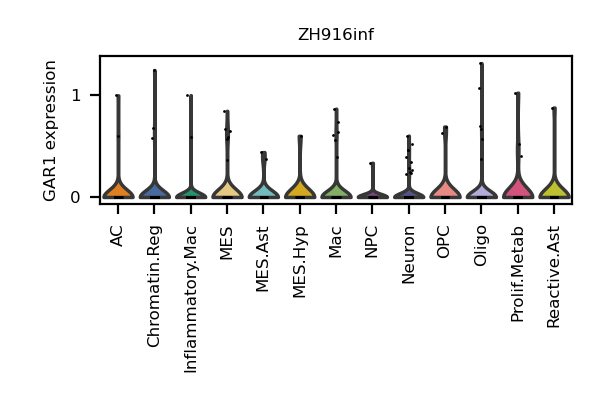 ZH916inf
GAR1 expression
1
0
AC
Chromatin.Reg
Inflammatory.Mac
MES
MES.Ast
MES.Hyp
Mac
NPC
Neuron
OPC
Oligo
Prolif.Metab
Reactive.Ast